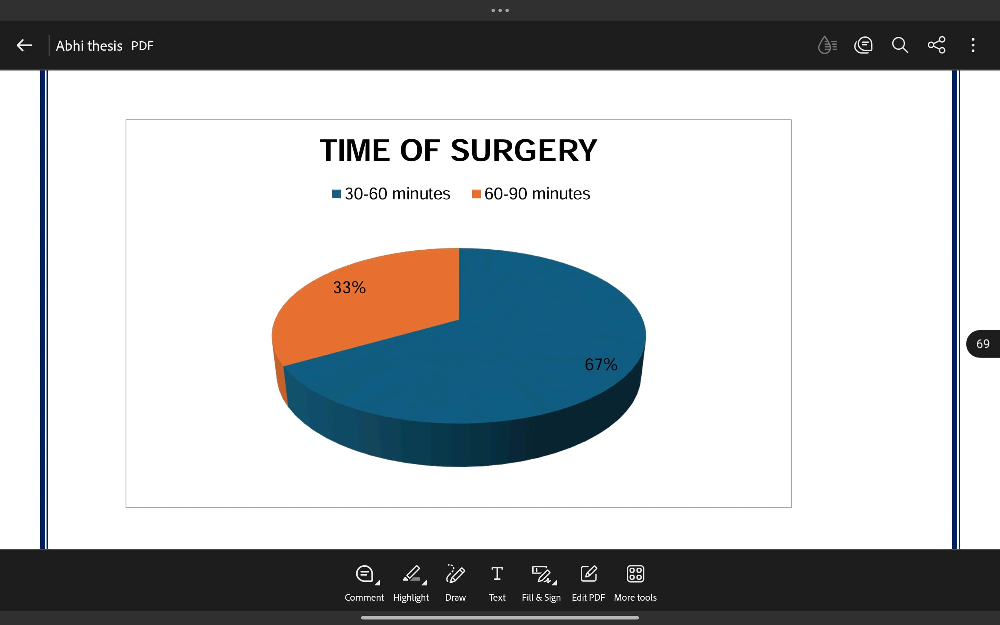 Abhi thesis PDF
TIME OF SURGERY
30-60 minutes 60-90 minutes
33%
67%
69
Comment Highlight Draw Text Fill & Sign Edit PDF More tools